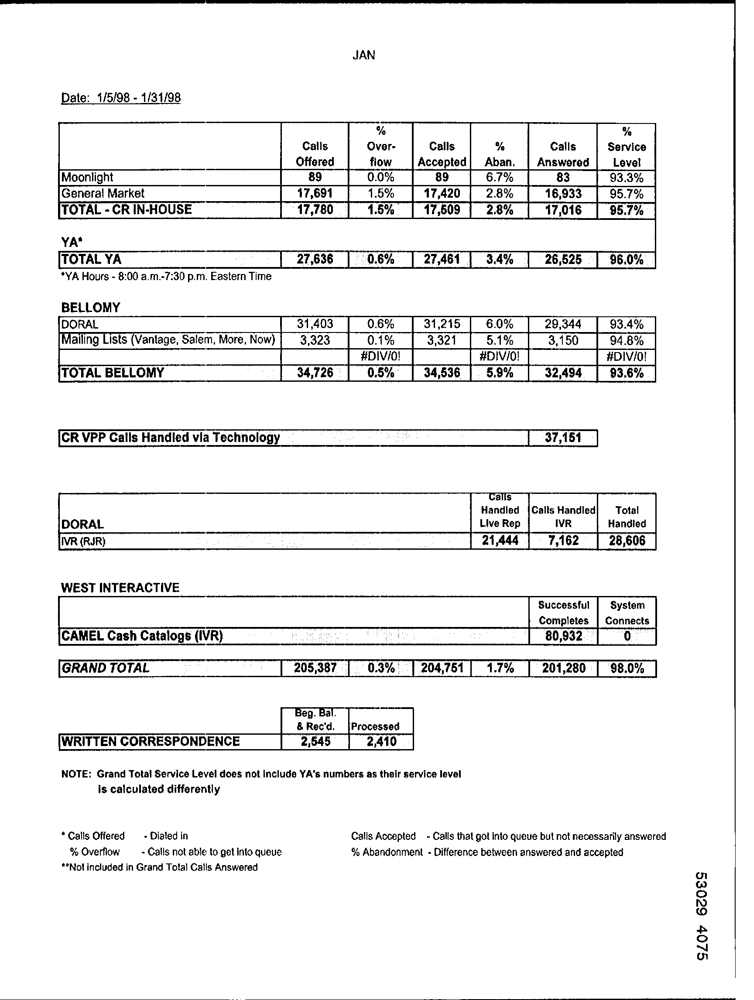 JAN
Date: 1/5/98 - 1/31/98
Calls Offered % Over-flow Calls Accepted % Aban. Calls Answered % Service Level
Moonlight 89 0.0% 89 6.7% 83 93.3%
General Market 17,691 1.5% 17,420 2.8% 16,933 95.7%
TOTAL - CR IN-HOUSE 17,780 1.5% 17,509 2.8% 17,016 95.7%
YA*
TOTAL YA 27,636 0.6% 27,461 3.4% 26,525 96.0%
*YA Hours - 8:00 a.m.-7:30 p.m. Eastern Time
BELLOMY
DORAL 31,403 0.6% 31,215 6.0% 29,344 93.4%
Mailing Lists (Vantage, Salem, More, Now) 3,323 0.1% 3,321 5.1% 3,150 94.8%
#DIV/0! #DIV/0! #DIV/0!
TOTAL BELLOMY 34,726 0.5% 34,536 5.9% 32,494 93.6%
CR VPP Calls Handled via Technology 37,151
DORAL Calls Handled Live Rep Calls Handled IVR Total Handled
IVR (RJR) 21,444 7,162 28,606
WEST INTERACTIVE
Successful Completes System Connects
CAMEL Cash Catalogs (IVR) 80,932 0
GRAND TOTAL 205,387 0.3% 204,751 1.7% 201,280 98.0%
Beg. Bal. & Rec'd. Processed
WRITTEN CORRESPONDENCE 2,545 2,410
NOTE: Grand Total Service Level does not include YA's numbers as their service level
is calculated differently
* Calls Offered - Dialed in Calls Accepted - Calls that got into queue but not necessarily answered
% Overflow - Calls not able to get into queue % Abandonment - Difference between answered and accepted
**Not included in Grand Total Calls Answered
53029 4075